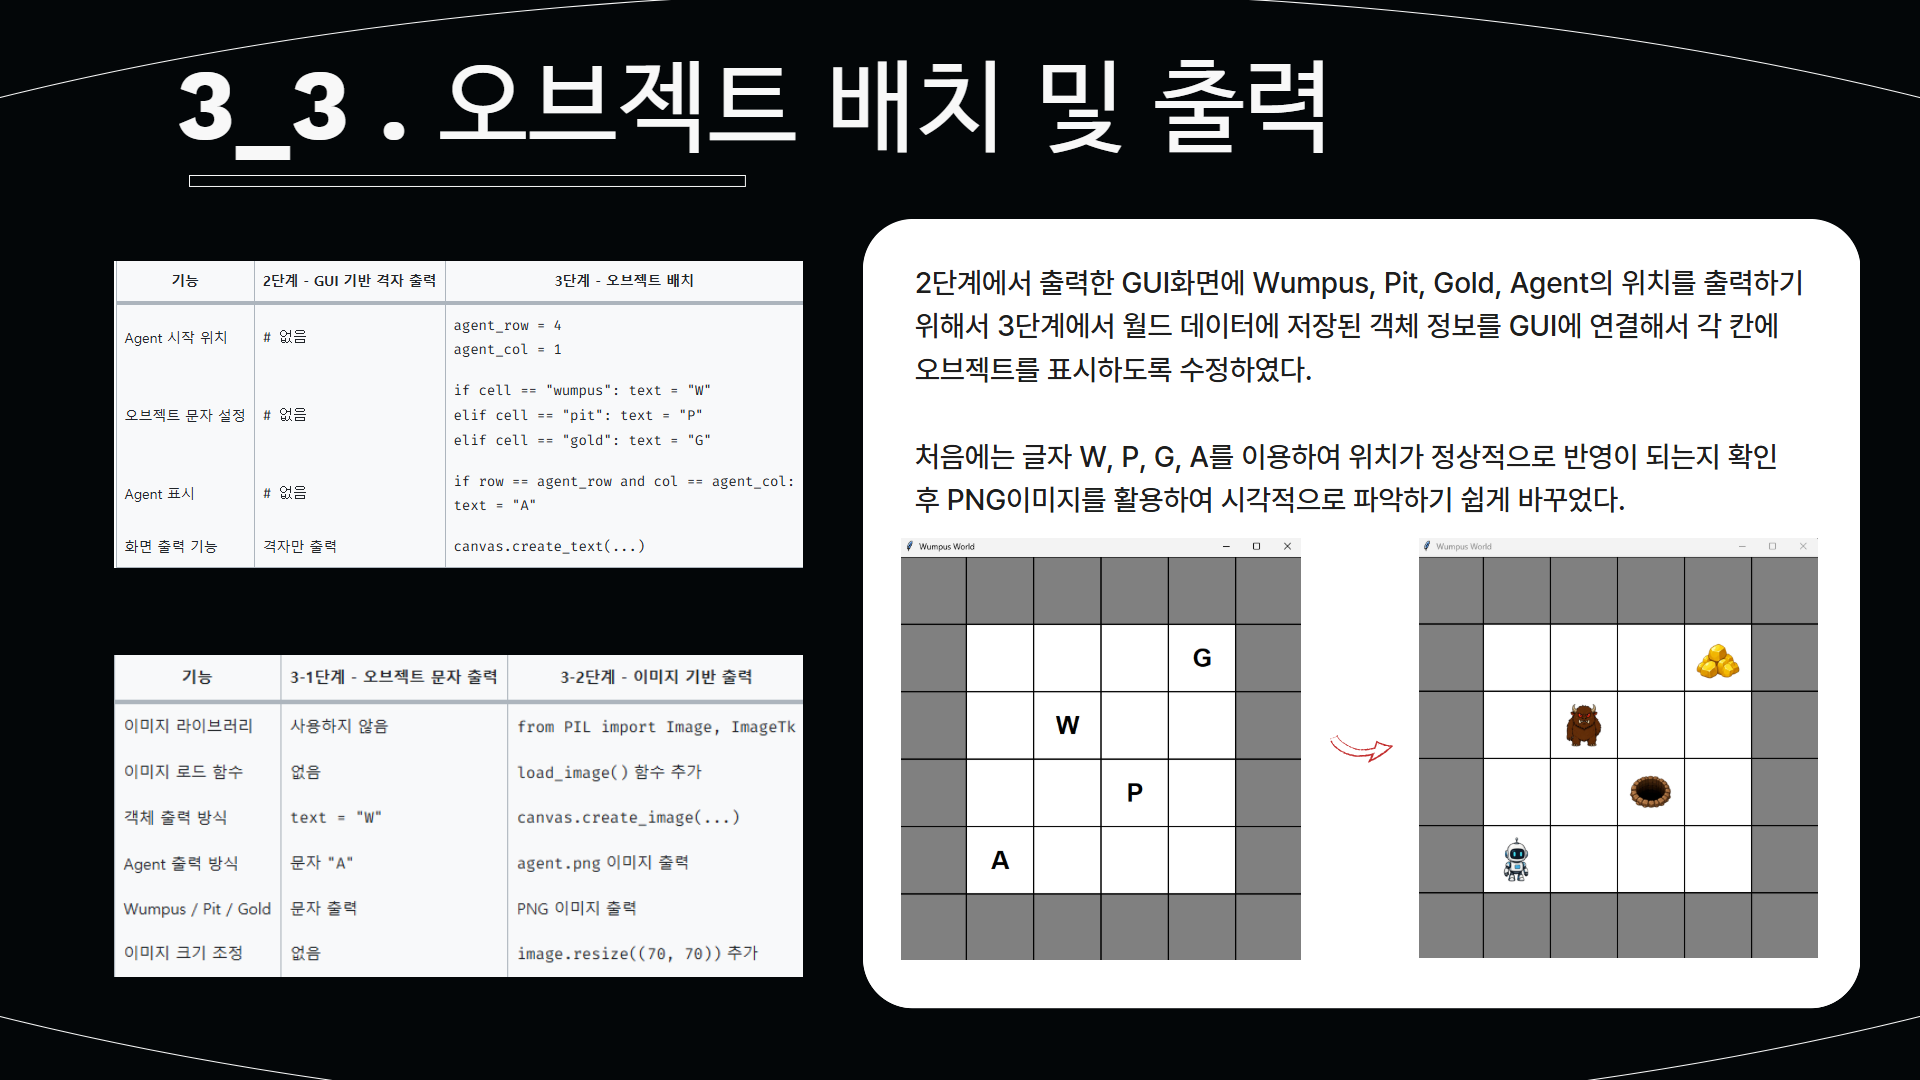 3_3 . 오브젝트 배치 및 출력
기능 2단계 - GUI 기반 격자 출력 3단계 - 오브젝트 배치
Agent 시작 위치 # 없음 agent_row = 4
agent_col = 1
오브젝트 문자 설정 # 없음 if cell == "wumpus": text = "W"
elif cell == "pit": text = "P"
elif cell == "gold": text = "G"
Agent 표시 # 없음 if row == agent_row and col == agent_col:
text = "A"
화면 출력 기능 격자만 출력 canvas.create_text(...)
기능 3-1단계 - 오브젝트 문자 출력 3-2단계 - 이미지 기반 출력
이미지 라이브러리 사용하지 않음 from PIL import Image, ImageTk
이미지 로드 함수 없음 load_image() 함수 추가
객체 출력 방식 text = "W" canvas.create_image(...)
Agent 출력 방식 문자 "A" agent.png 이미지 출력
Wumpus / Pit / Gold 문자 출력 PNG 이미지 출력
이미지 크기 조정 없음 image.resize((70, 70)) 추가
2단계에서 출력한 GUI화면에 Wumpus, Pit, Gold, Agent의 위치를 출력하기
위해서 3단계에서 월드 데이터에 저장된 객체 정보를 GUI에 연결해서 각 칸에
오브젝트를 표시하도록 수정하였다.
처음에는 글자 W, P, G, A를 이용하여 위치가 정상적으로 반영이 되는지 확인
후 PNG이미지를 활용하여 시각적으로 파악하기 쉽게 바꾸었다.
Wumpus World
G
W
P
A
Wumpus World